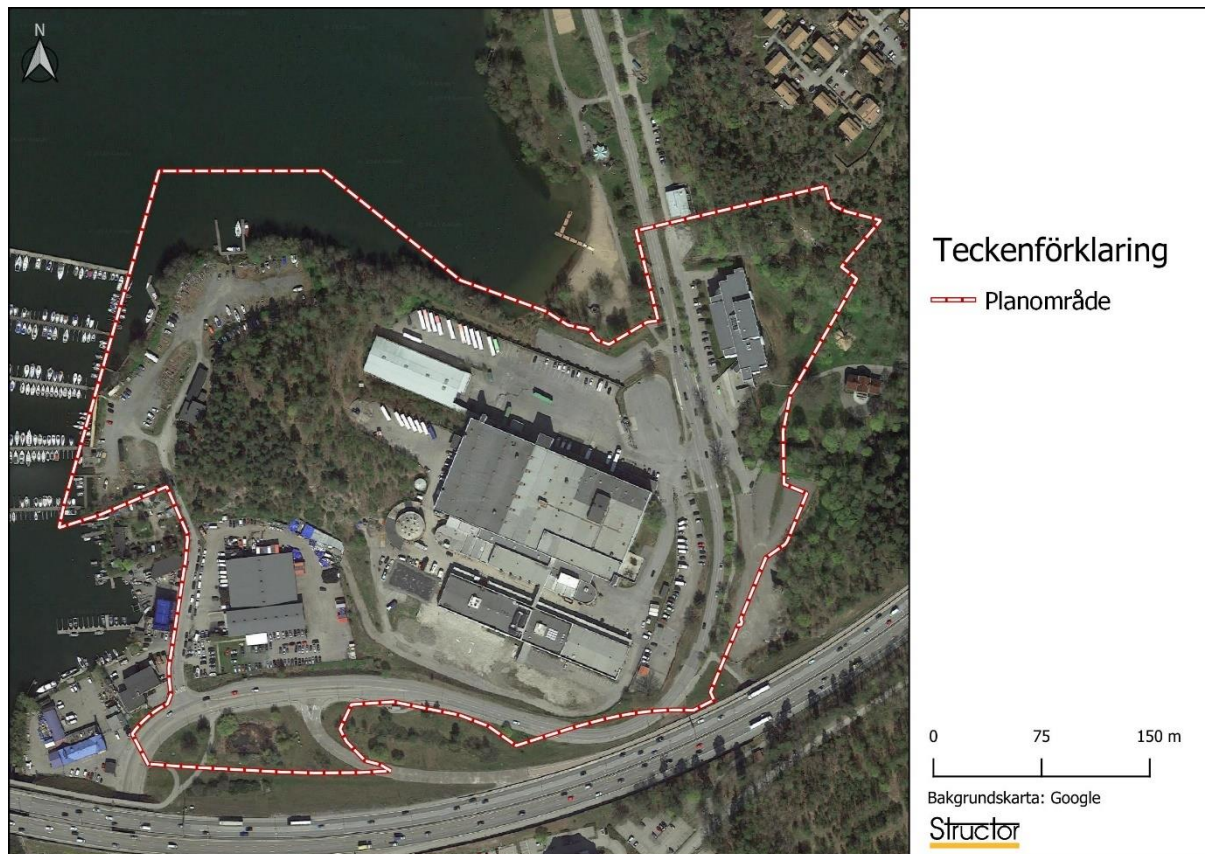 N
Teckenförklaring
Planområde
0 75 150 m
Bakgrundskarta: Google
Structor